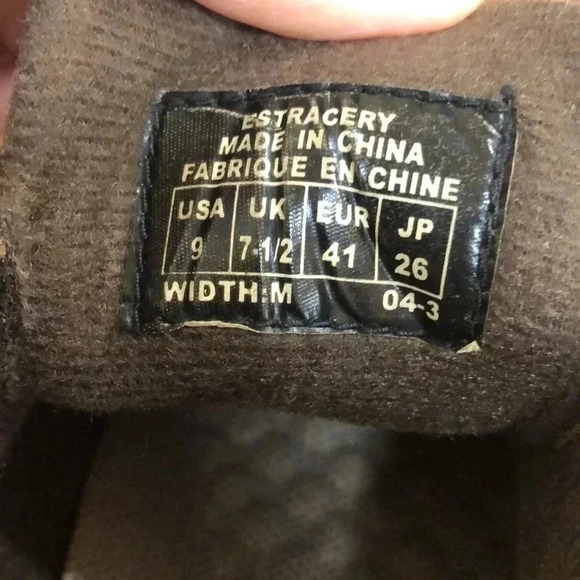 ESTRACERY
MADE IN CHINA
FABRIQUE EN CHINE
USA UK EUR JP
9 7-1/2 41 26
WIDTH:M 04-3